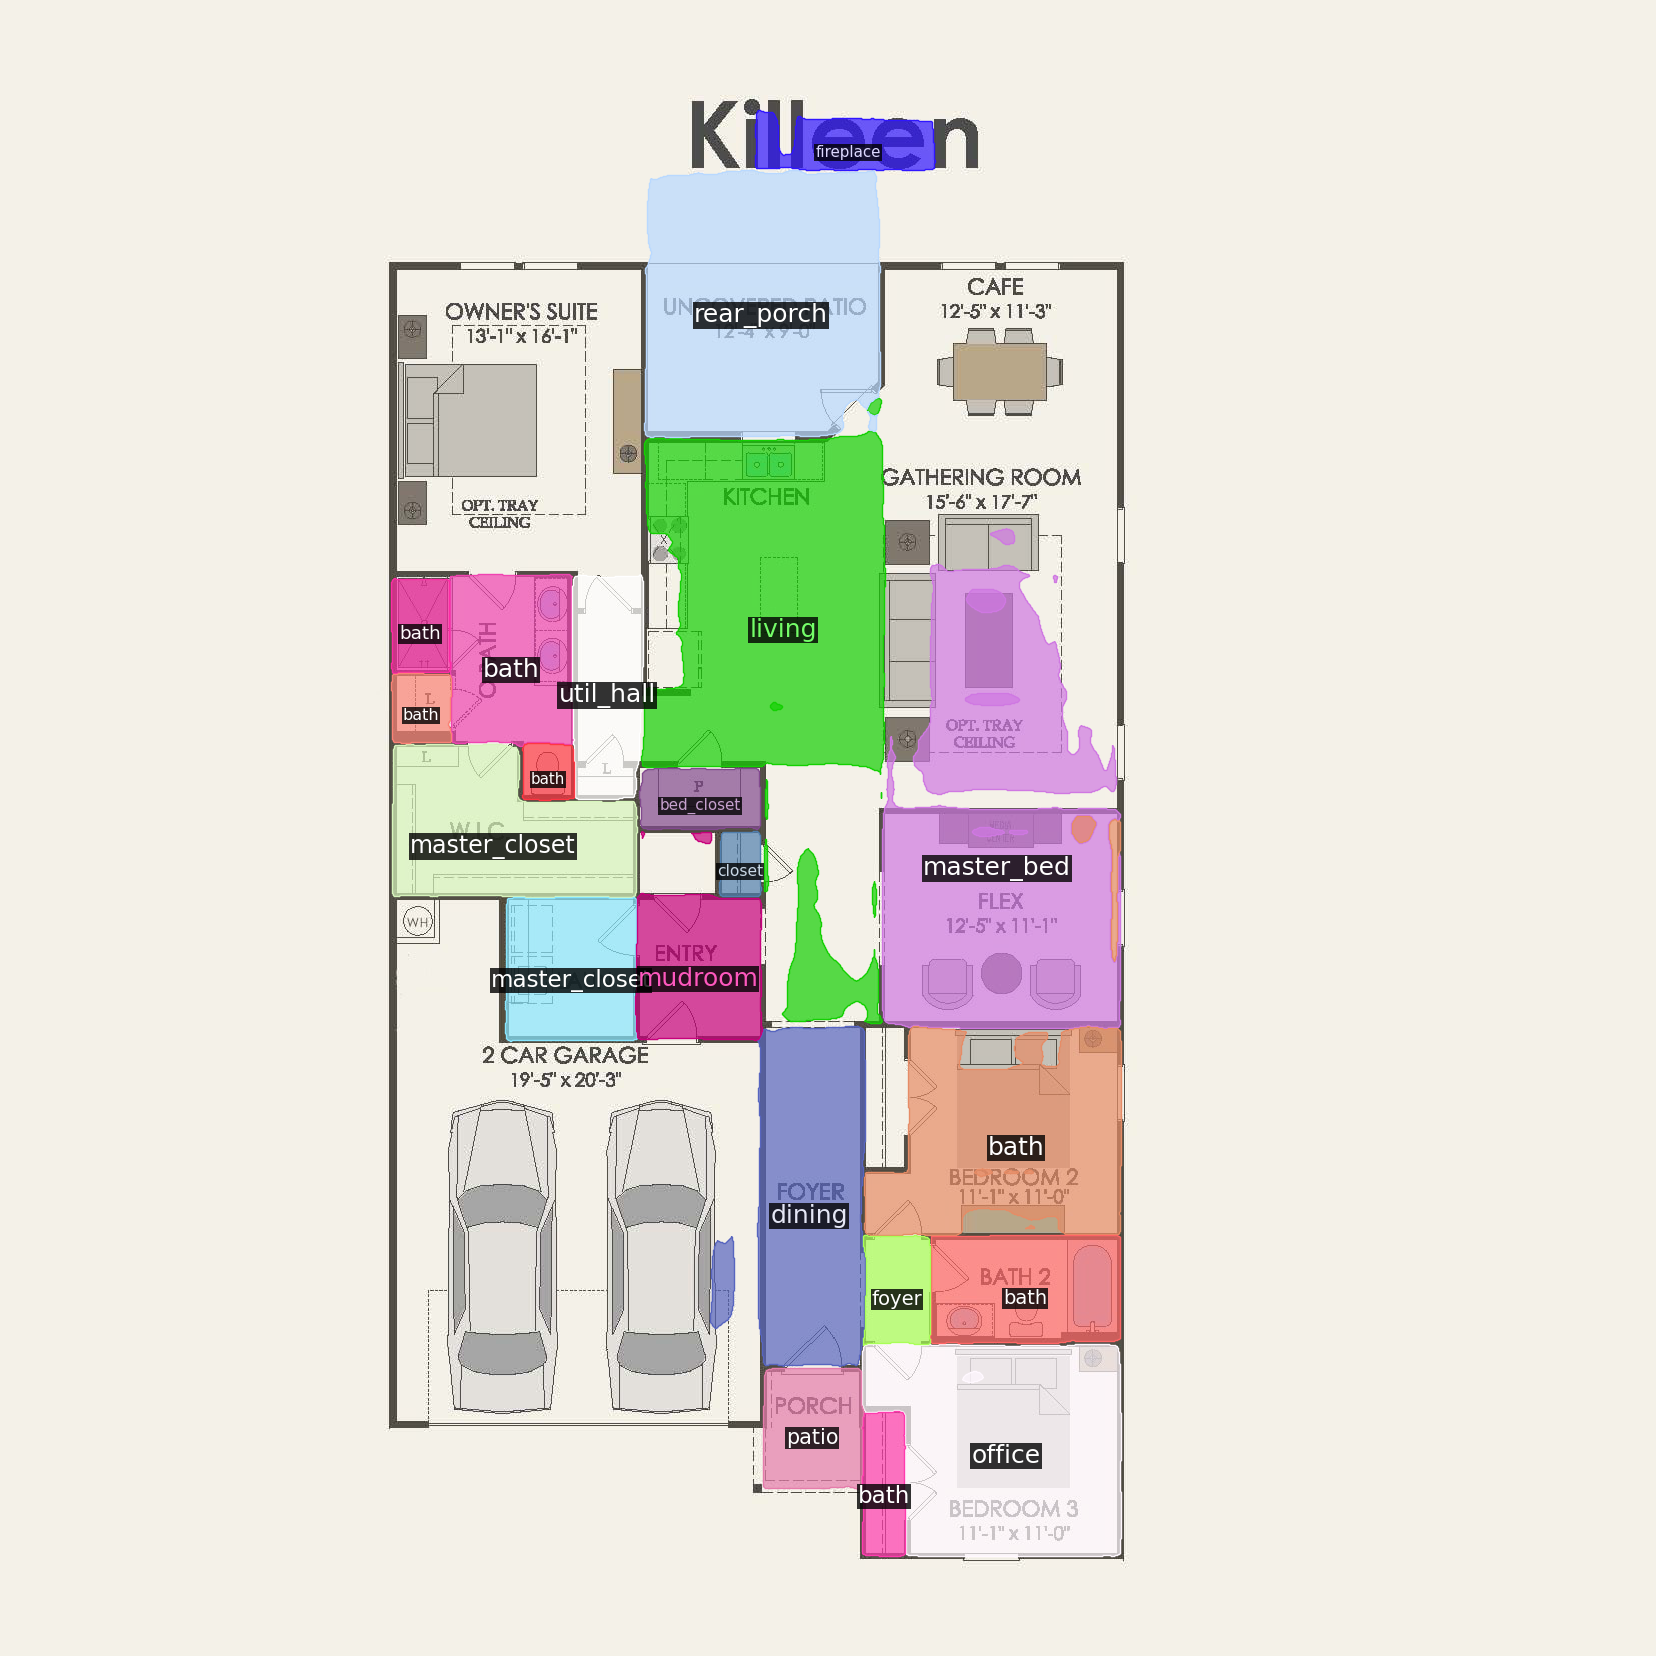 Killeen
fireplace
UNCOVERED PATIO
rear_porch
12'-4" x 9'-0"
CAFE
12'-5" x 11'-3"
OWNER'S SUITE
13'-1" x 16'-1"
OPT. TRAY
CEILING
KITCHEN
GATHERING ROOM
15'-6" x 17'-7"
X
living
bath
bath
util_hall
L
bath
OPT. TRAY
CEILING
L
bath
L
P
bed_closet
W.I.C.
master_closet
closet
master_bed
FLEX
12'-5" x 11'-1"
WH
ENTRY
master_close
mudroom
2 CAR GARAGE
19'-5" x 20'-3"
bath
BEDROOM 2
11'-1" x 11'-0"
FOYER
dining
foyer
BATH 2
bath
PORCH
patio
office
bath
BEDROOM 3
11'-1" x 11'-0"